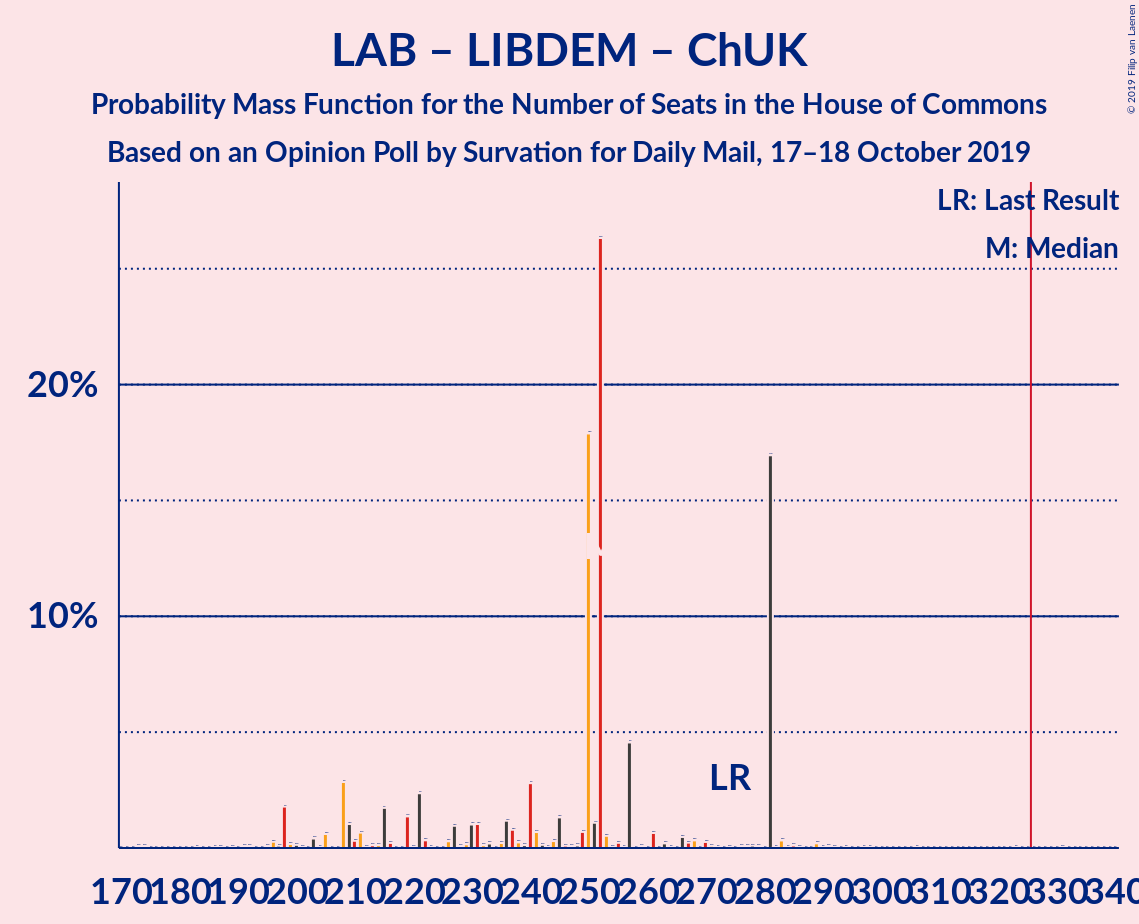 LAB – LIBDEM – ChUK
Probability Mass Function for the Number of Seats in the House of Commons
Based on an Opinion Poll by Survation for Daily Mail, 17–18 October 2019
© 2019 Filip van Laenen
LR: Last Result
M: Median
20%
10%
LR
170 180 190 200 210 220 230 240 250 260 270 280 290 300 310 320 330 340